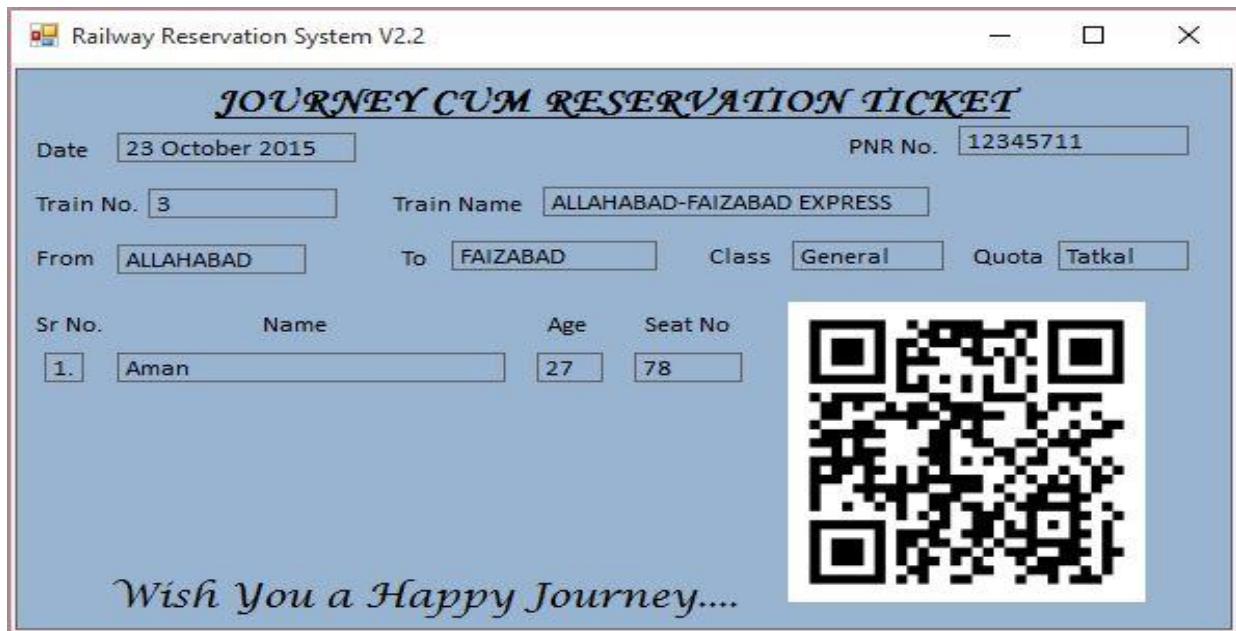 Railway Reservation System V2.2
JOURNEY CUM RESERVATION TICKET
Date 23 October 2015 PNR No. 12345711
Train No. 3 Train Name ALLAHABAD-FAIZABAD EXPRESS
From ALLAHABAD To FAIZABAD Class General Quota Tatkal
Sr No. Name Age Seat No
1. Aman 27 78
Wish You a Happy Journey....